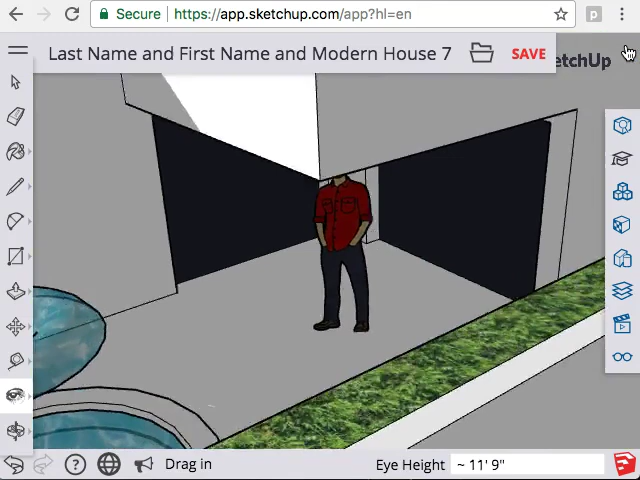 Secure https://app.sketchup.com/app?hl=en
p
Last Name and First Name and Modern House 7 SAVE etchUp
? Drag in Eye Height ~ 11' 9"